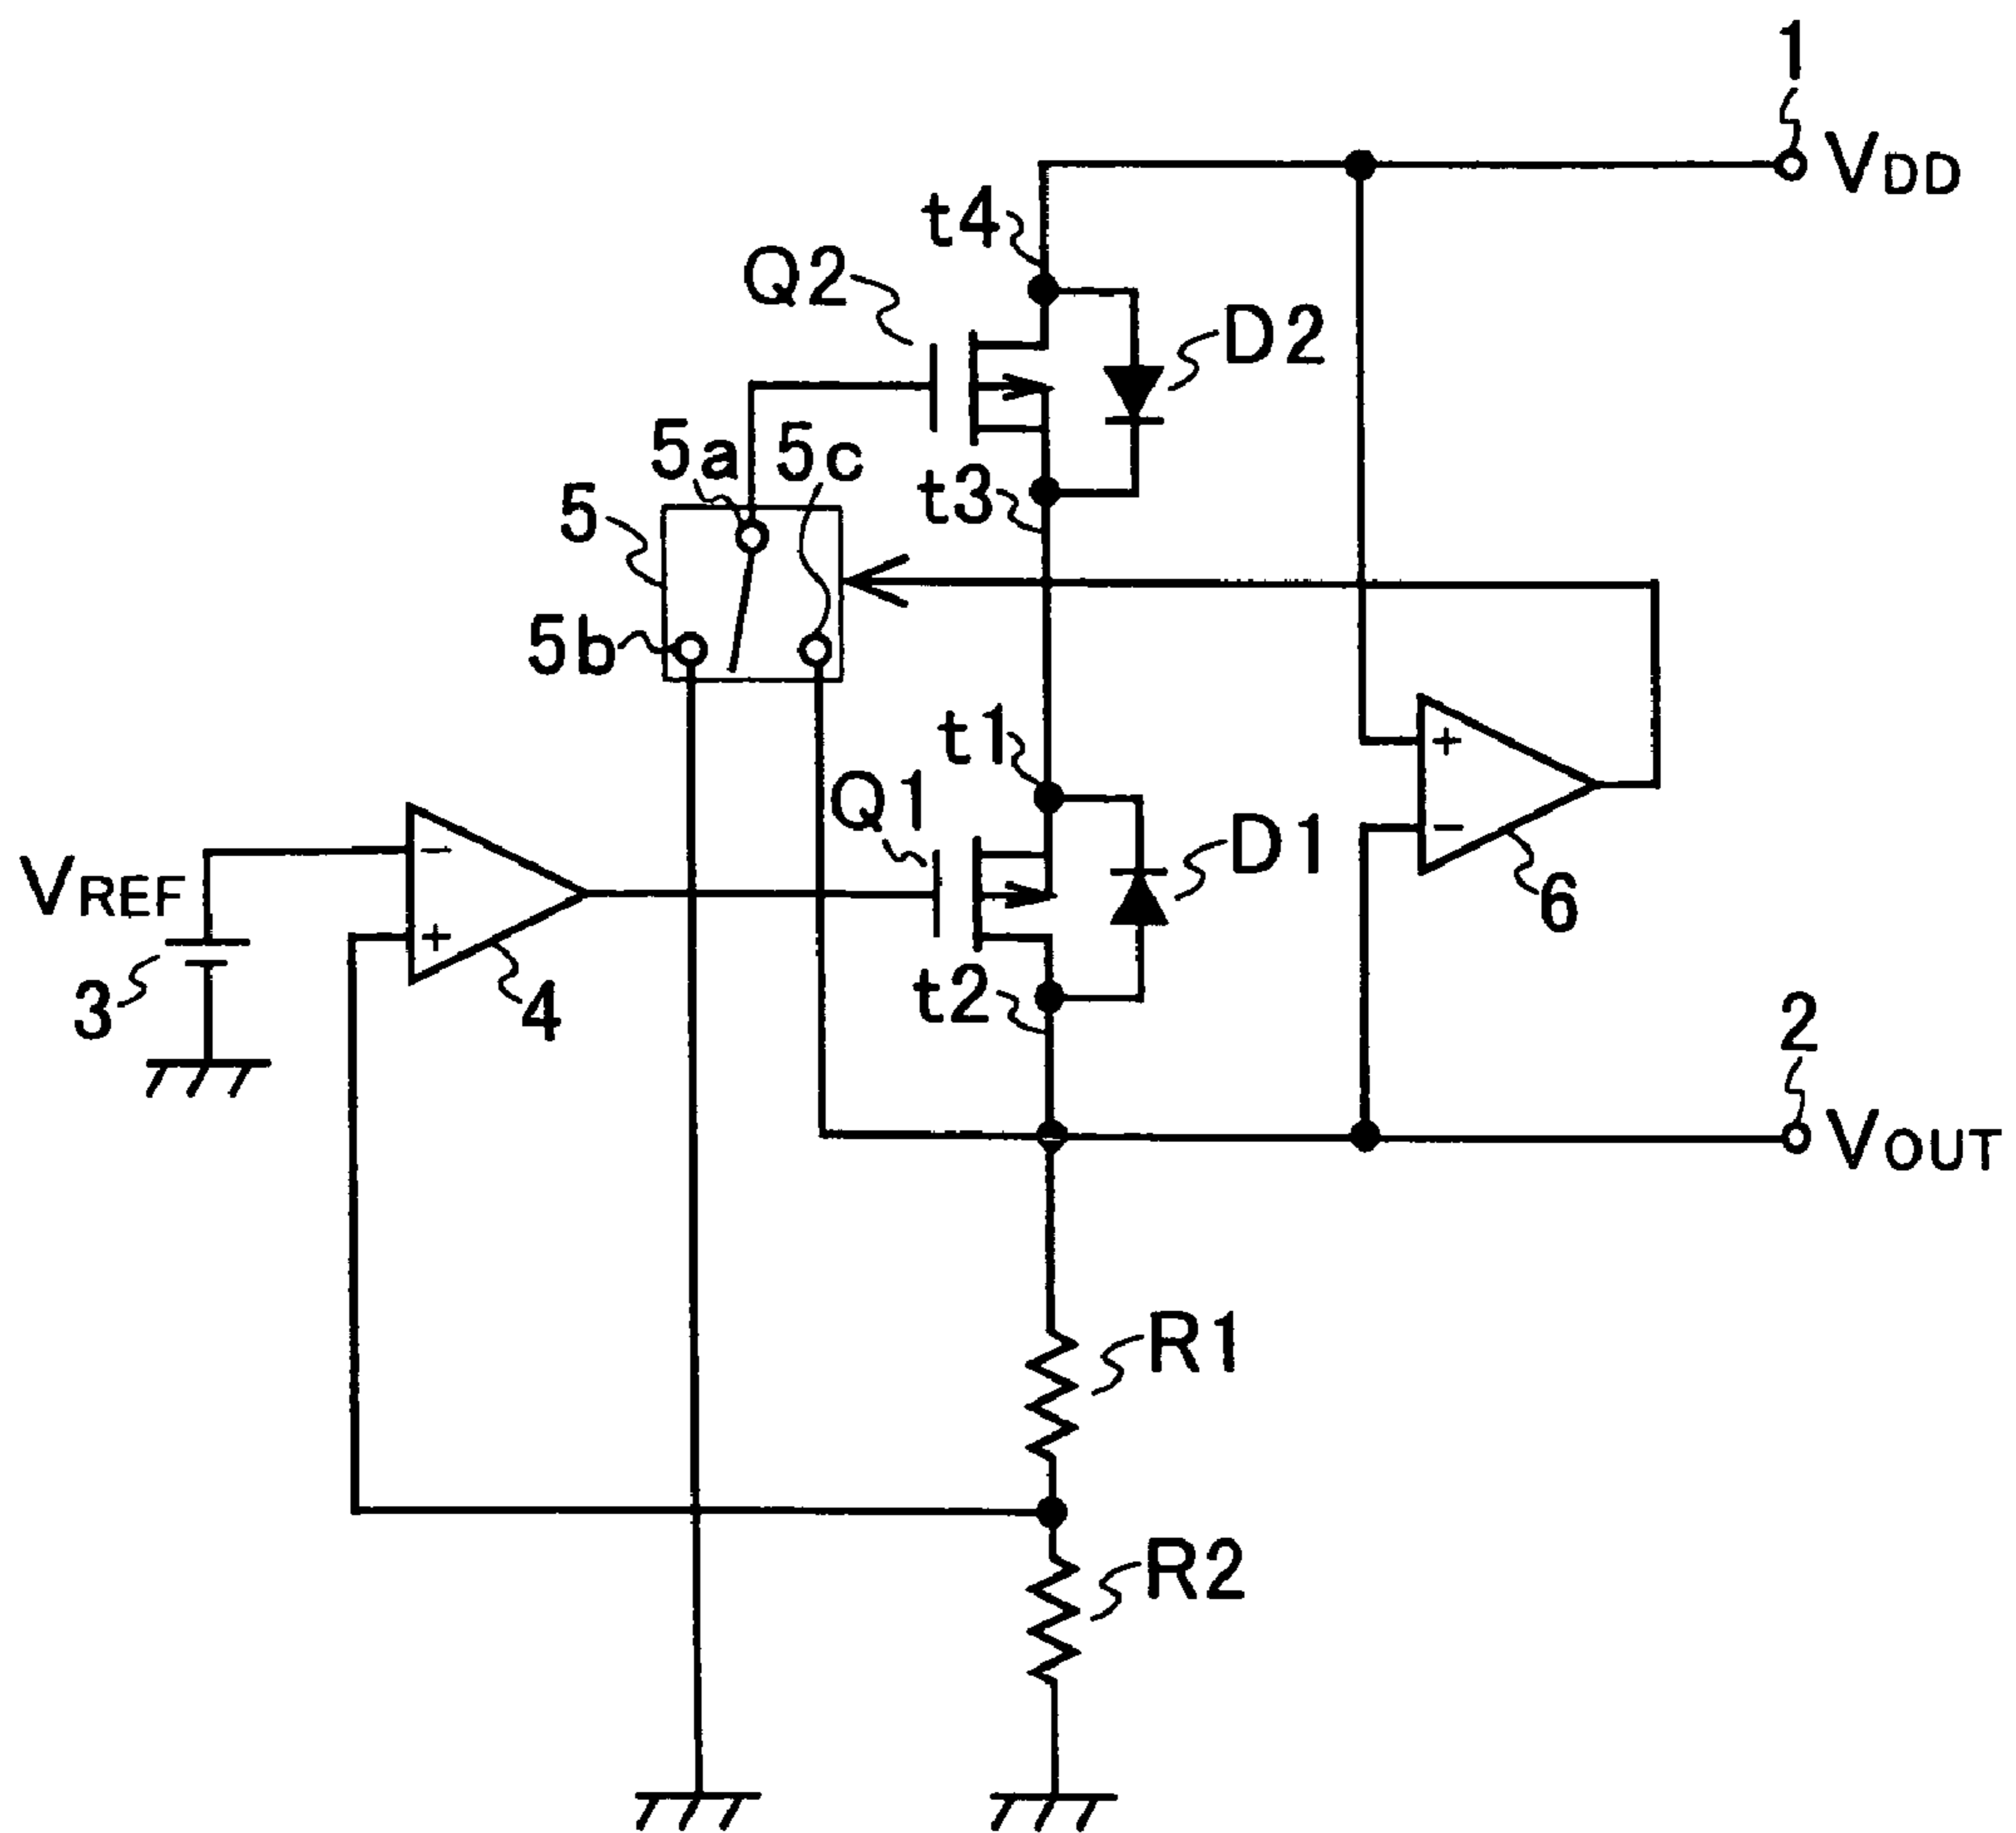 1
VDD
t4
Q2
D2
5a
5c
t3
5
5b
t1
Q1
D1
+
−
6
−
VREF
+
3
4
t2
2
VOUT
R1
R2